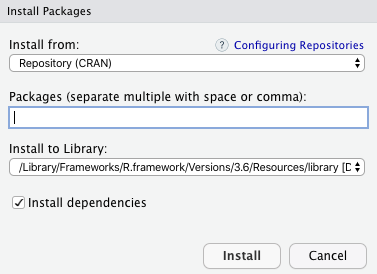 Install Packages
Install from:
? Configuring Repositories
Repository (CRAN)
Packages (separate multiple with space or comma):
Install to Library:
/Library/Frameworks/R.framework/Versions/3.6/Resources/library [D
Install dependencies
Install Cancel